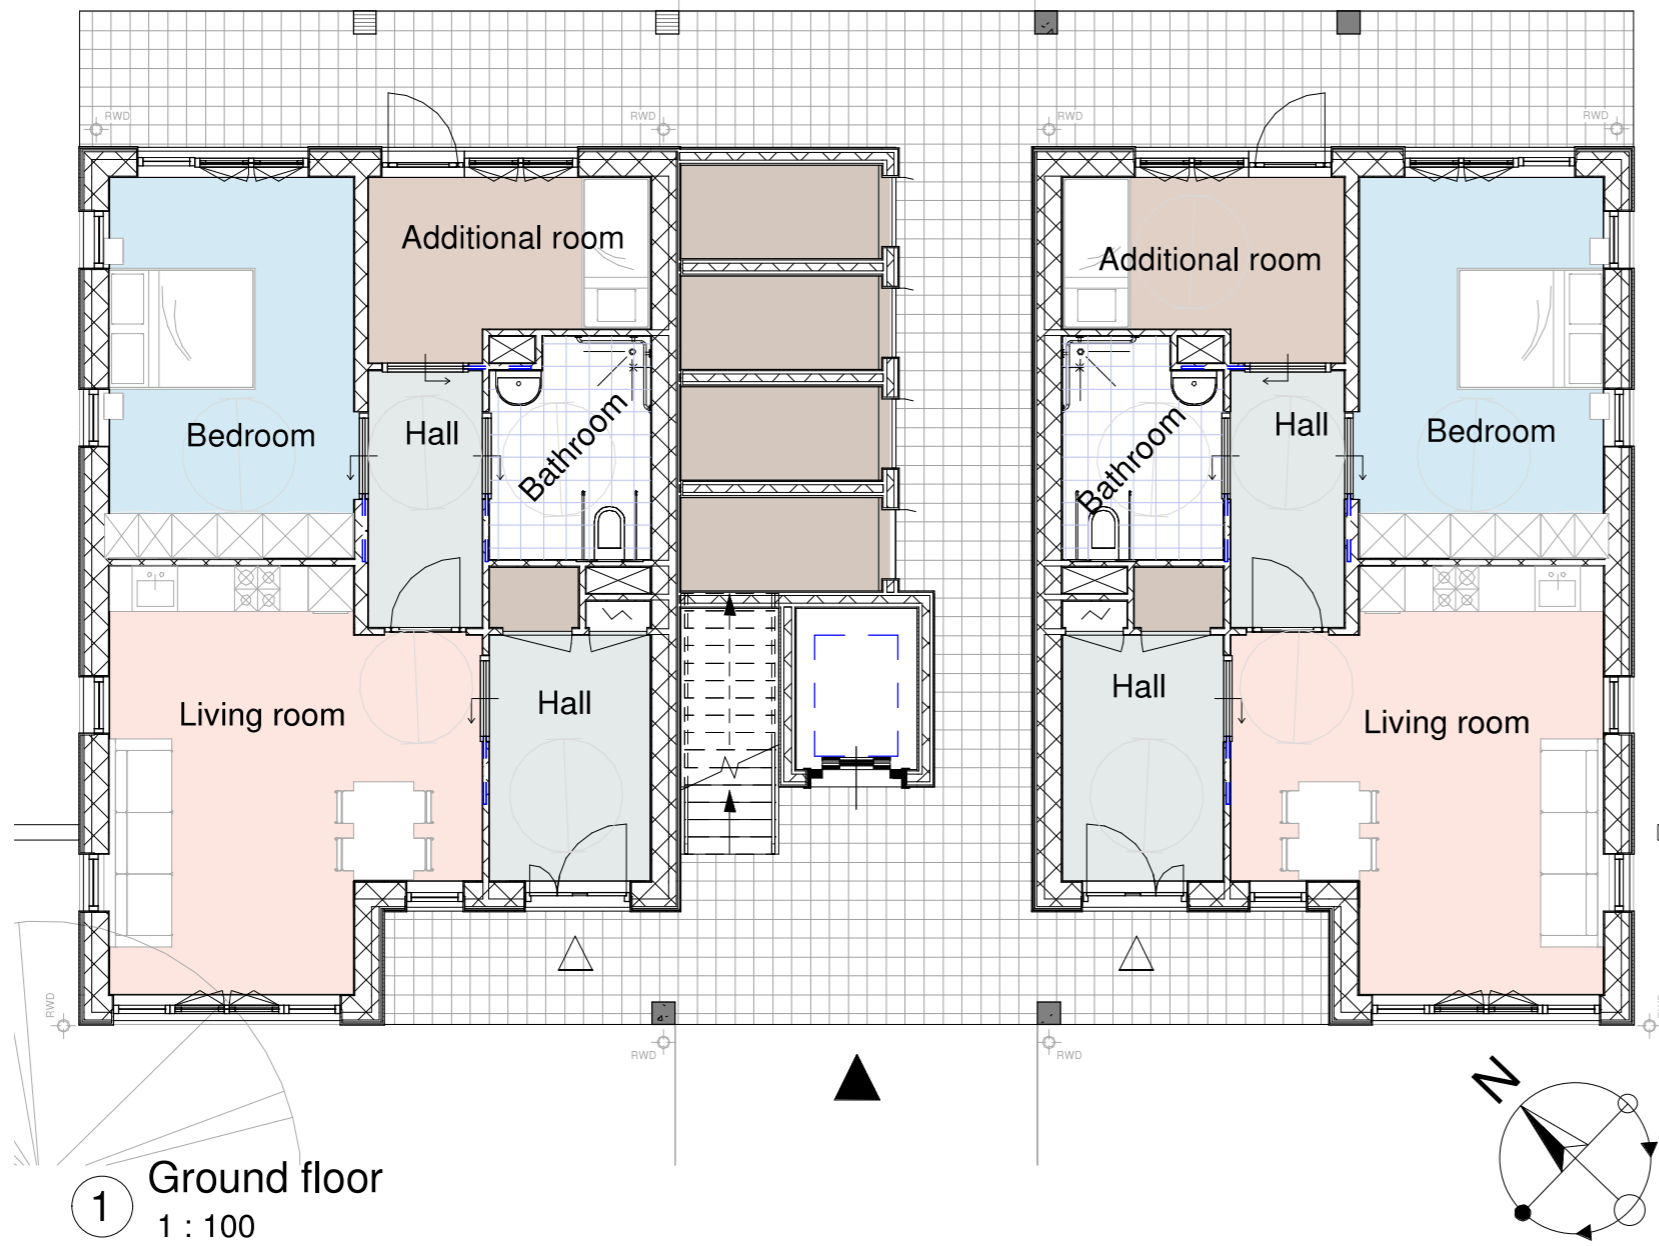 RWD
RWD
RWD
RWD
Additional room
Additional room
Bedroom
Hall
Bathroom
Bathroom
Hall
Bedroom
Living room
Hall
Hall
Living room
RWD
RWD
RWD
N
1
Ground floor
1 : 100